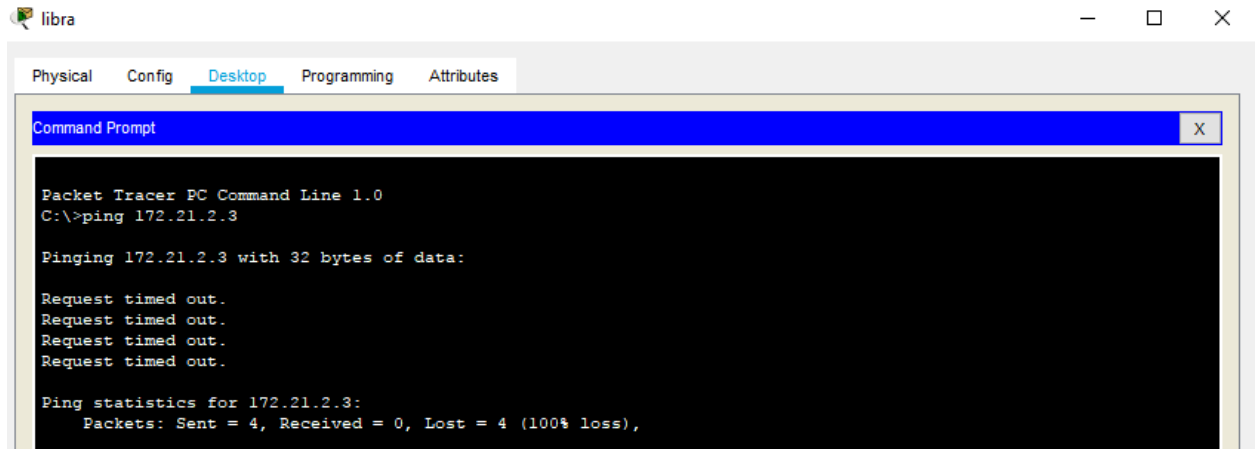 libra
Physical Config Desktop Programming Attributes
Command Prompt X
Packet Tracer PC Command Line 1.0
C:\>ping 172.21.2.3
Pinging 172.21.2.3 with 32 bytes of data:
Request timed out.
Request timed out.
Request timed out.
Request timed out.
Ping statistics for 172.21.2.3:
    Packets: Sent = 4, Received = 0, Lost = 4 (100% loss),